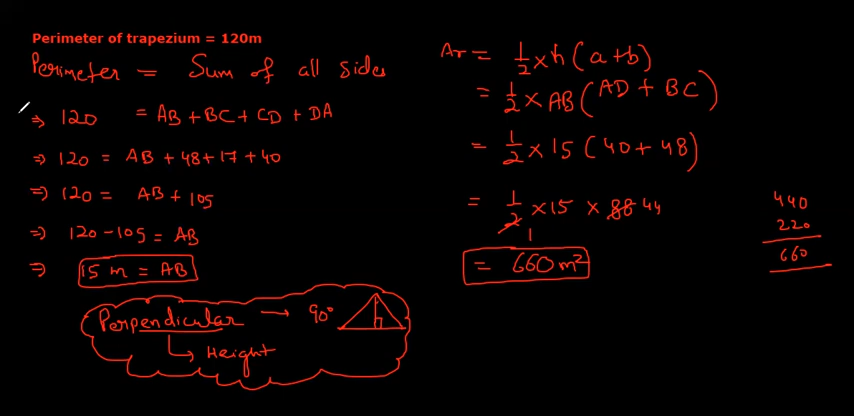 Perimeter of trapezium = 120m
Perimeter = Sum of all sides
⇒ 120 = AB + BC + CD + DA
⇒ 120 = AB + 48 + 17 + 40
⇒ 120 = AB + 105
⇒ 120 - 105 = AB
⇒ 15 m = AB
Perpendicular → 90°
h
↳ Height
Ar = 1/2 × h (a+b)
= 1/2 × AB (AD + BC)
= 1/2 × 15 (40 + 48)
= 1/2 × 15 × 88 44
1
= 660 m²
440
220
660